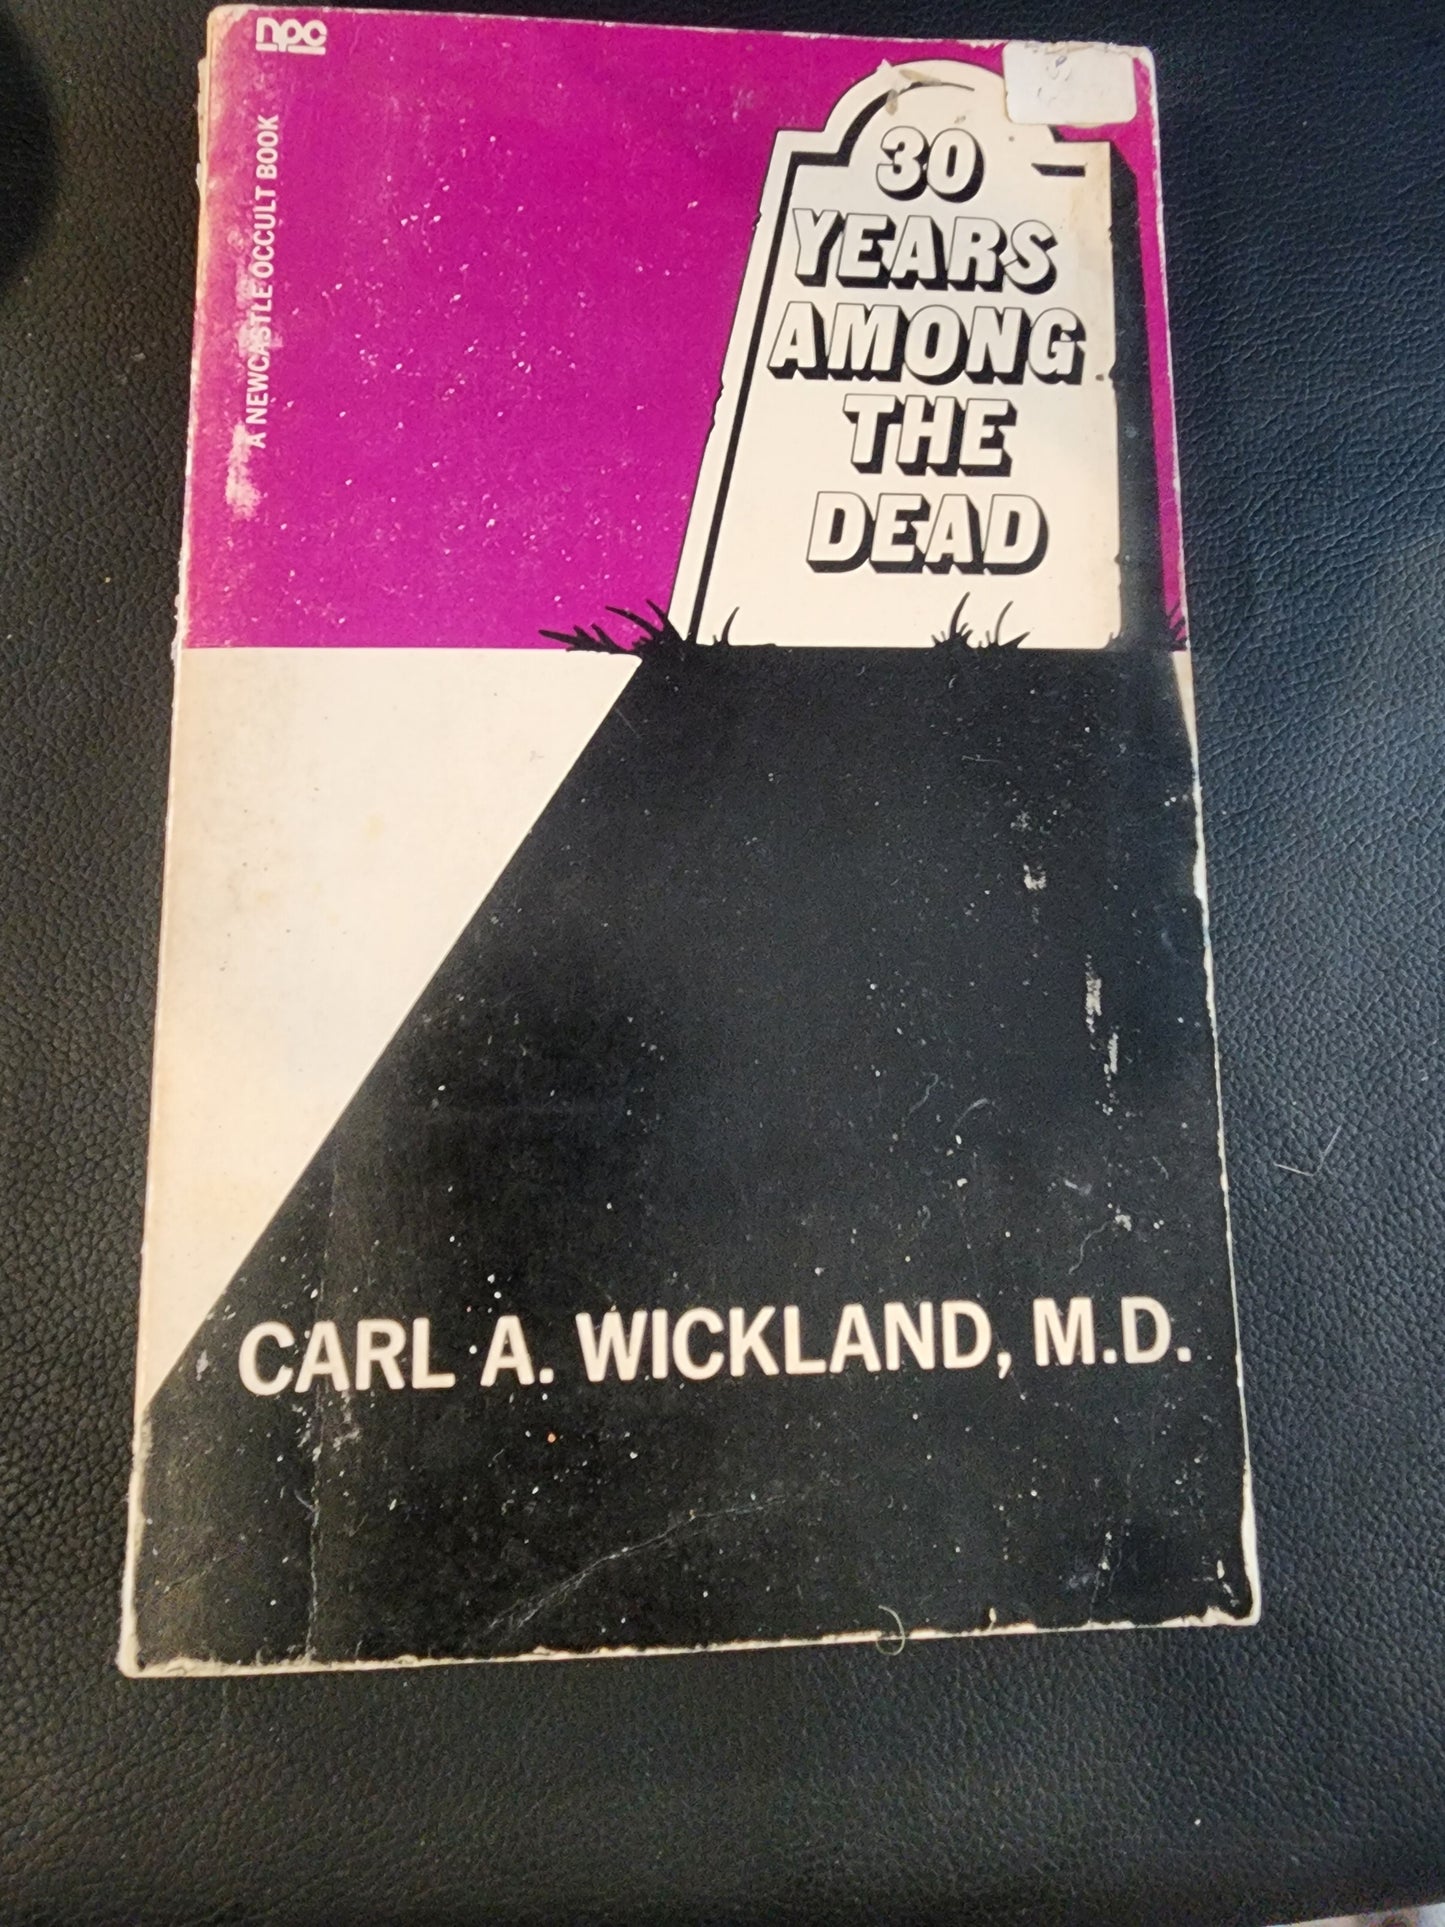 npc
A NEWCASTLE OCCULT BOOK
30
YEARS
AMONG
THE
DEAD
CARL A. WICKLAND, M.D.